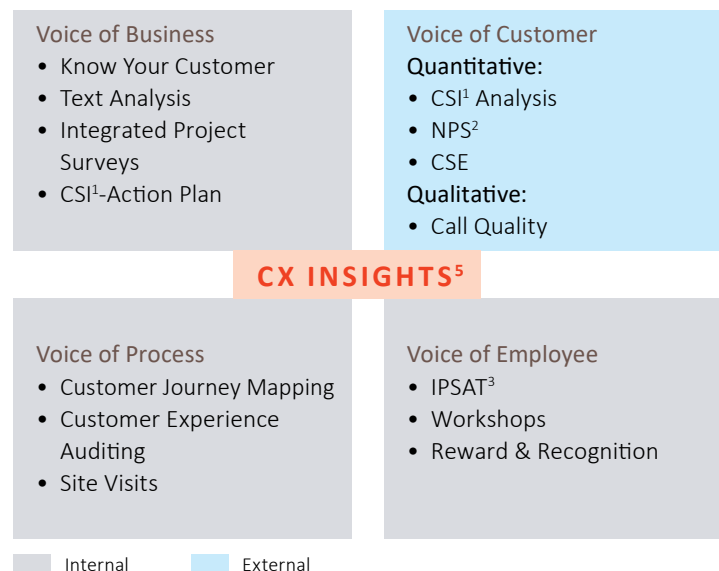 Voice of Business
• Know Your Customer
• Text Analysis
• Integrated Project
Surveys
• CSI¹-Action Plan
Voice of Customer
Quantitative:
• CSI¹ Analysis
• NPS²
• CSE
Qualitative:
• Call Quality
CX INSIGHTS⁵
Voice of Process
• Customer Journey Mapping
• Customer Experience
Auditing
• Site Visits
Voice of Employee
• IPSAT³
• Workshops
• Reward & Recognition
Internal
External